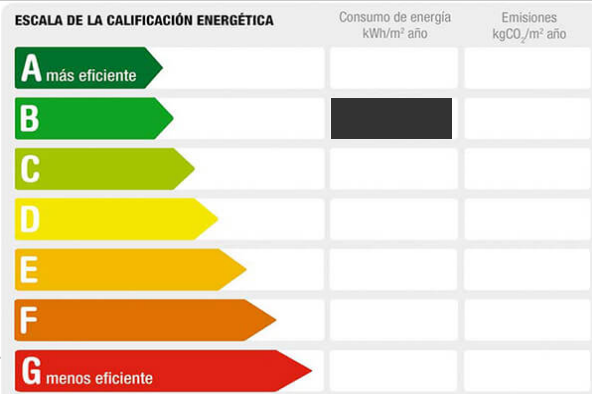 ESCALA DE LA CALIFICACIÓN ENERGÉTICA
Consumo de energía
kWh/m² año
Emisiones
kgCO₂/m² año
A más eficiente
B
C
D
E
F
G menos eficiente